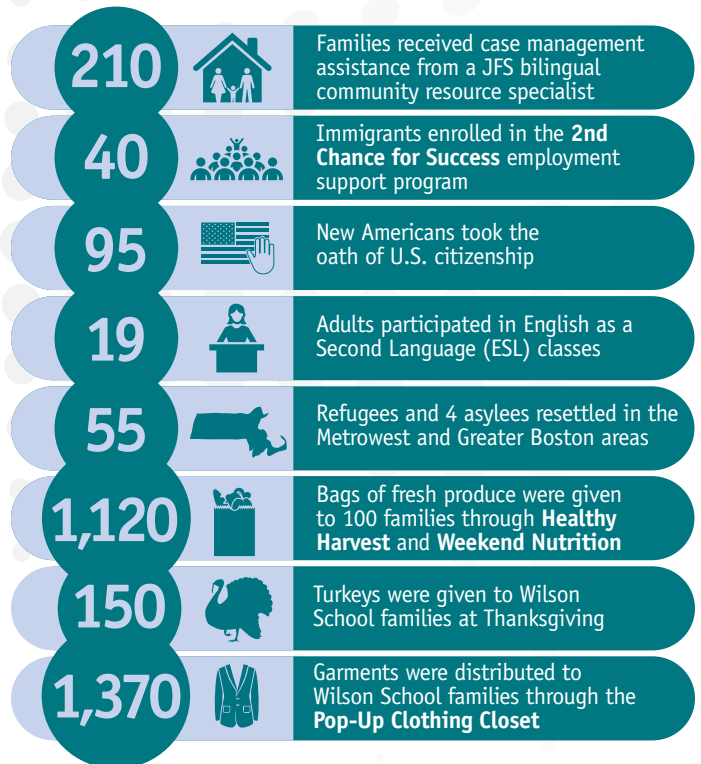 210
Families received case management
assistance from a JFS bilingual
community resource specialist
40
Immigrants enrolled in the 2nd
Chance for Success employment
support program
95
New Americans took the
oath of U.S. citizenship
19
Adults participated in English as a
Second Language (ESL) classes
55
Refugees and 4 asylees resettled in the
Metrowest and Greater Boston areas
1,120
Bags of fresh produce were given
to 100 families through Healthy
Harvest and Weekend Nutrition
150
Turkeys were given to Wilson
School families at Thanksgiving
1,370
Garments were distributed to
Wilson School families through the
Pop-Up Clothing Closet